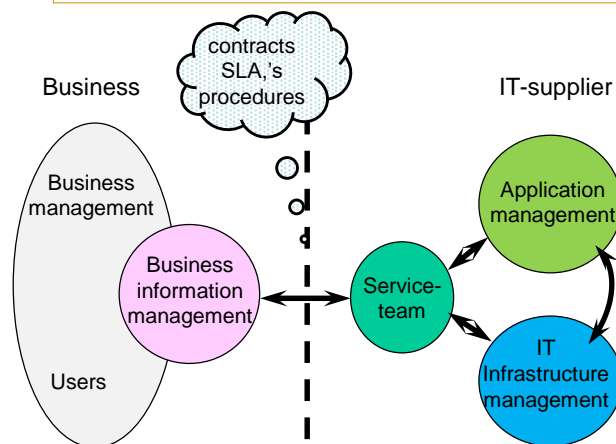 contracts
SLA,'s
procedures
Business
IT-supplier
Business
management
Business
information
management
Users
Service-
team
Application
management
IT
Infrastructure
management